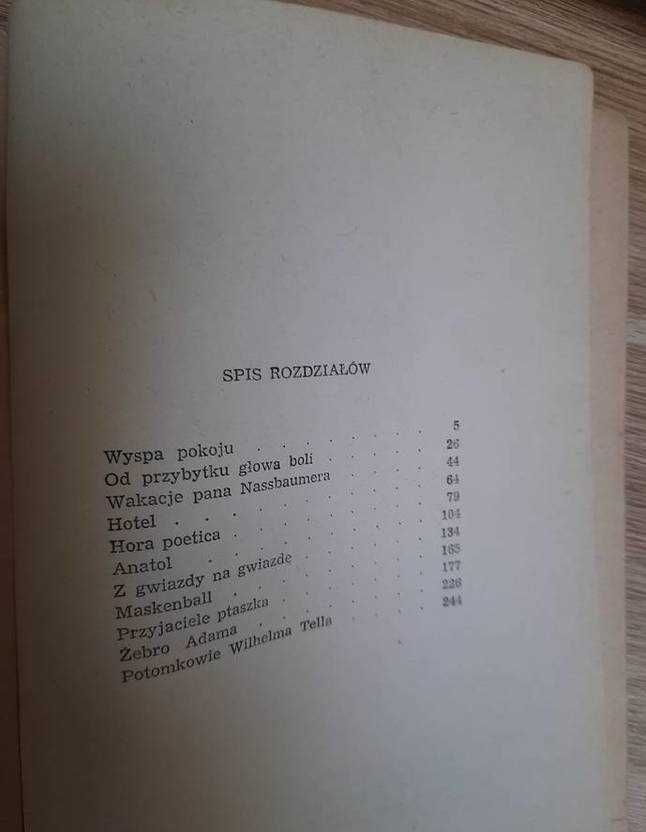 SPIS ROZDZIAŁÓW
Wyspa pokoju . . . . . . . 5
Od przybytku głowa boli . . . . 26
Wakacje pana Nassbaumera . . . . 44
Hotel . . . . . . . . . . 64
Hora poetica . . . . . . . . 79
Anatol . . . . . . . . . 104
Z gwiazdy na gwiazdę . . . . . 134
Maskenball . . . . . . . . 165
Przyjaciele ptaszka . . . . . . 177
Żebro Adama . . . . . . . 226
Potomkowie Wilhelma Tella . . . . 244